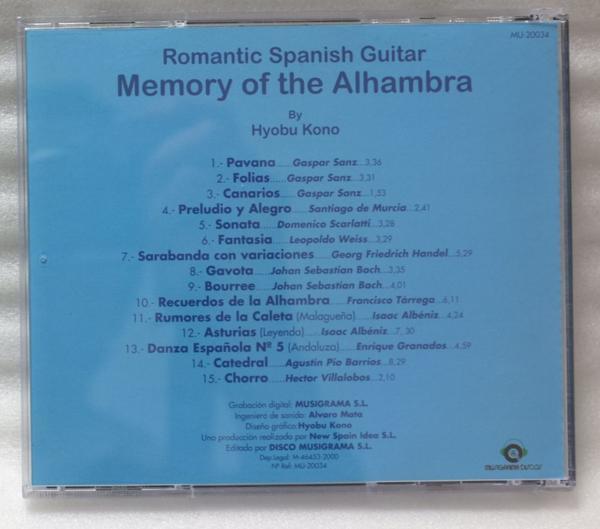 MU-20034
Romantic Spanish Guitar
Memory of the Alhambra
By
Hyobu Kono
1.- Pavana......Gaspar Sanz...3,36
2.- Folias......Gaspar Sanz...3,31
3.- Canarios......Gaspar Sanz...1,53
4.- Preludio y Alegro......Santiago de Murcia...2,41
5.- Sonata......Domenico Scarlatti...3,28
6.- Fantasia......Leopoldo Weiss...3,29
7.- Sarabanda con variaciones......Georg Friedrich Handel...5,29
8.- Gavota......Johan Sebastian Bach...3,35
9.- Bourree......Johan Sebastian Bach...4,01
10.- Recuerdos de la Alhambra......Francisco Tárrega...6,11
11.- Rumores de la Caleta (Malagueña)......Isaac Albéniz...4,24
12.- Asturias (Leyenda)......Isaac Albéniz...7, 30
13.- Danza Española Nº 5 (Andaluza)......Enrique Granados...4,59
14.- Catedral......Agustin Pio Barrios...8,29
15.- Chorro......Hector Villalobos...2,10
Grabación digital: MUSIGRAMA S.L.
Ingeniero de sonido: Alvaro Mata
Diseño gráfico:Hyobu Kono
Una producción realizada por New Spain Idea S.L.
Editado por DISCO MUSIGRAMA S.L.
Dep.Legal: M-46453-2000
Nº Ref: MU-20034
MUSIGRAMA DISCOS